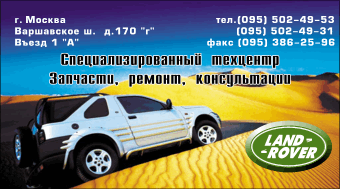 г. Москва
Варшавское ш. д.170 "г"
Въезд 1 "А"
тел.(095) 502-49-53
(095) 502-49-31
факс (095) 386-25-96
Специализированный техцентр
Запчасти, ремонт, консультации
LAND-
-ROVER